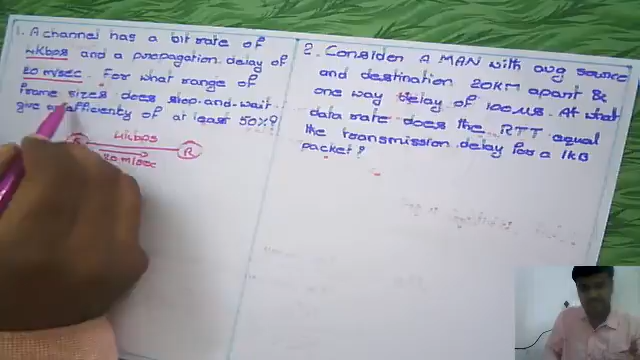 1. A channel has a bit rate of
4Kbps and a propagation delay of
20 msec. For what range of
frame sizes does stop-and-wait
give efficiency of at least 50%?
4Kbps
R
20 msec
2. Consider A MAN with avg source
and destination 20KM apart &
one way delay of 100μs. At what
data rate does the RTT equal
the transmission delay for a 1KB
packet?